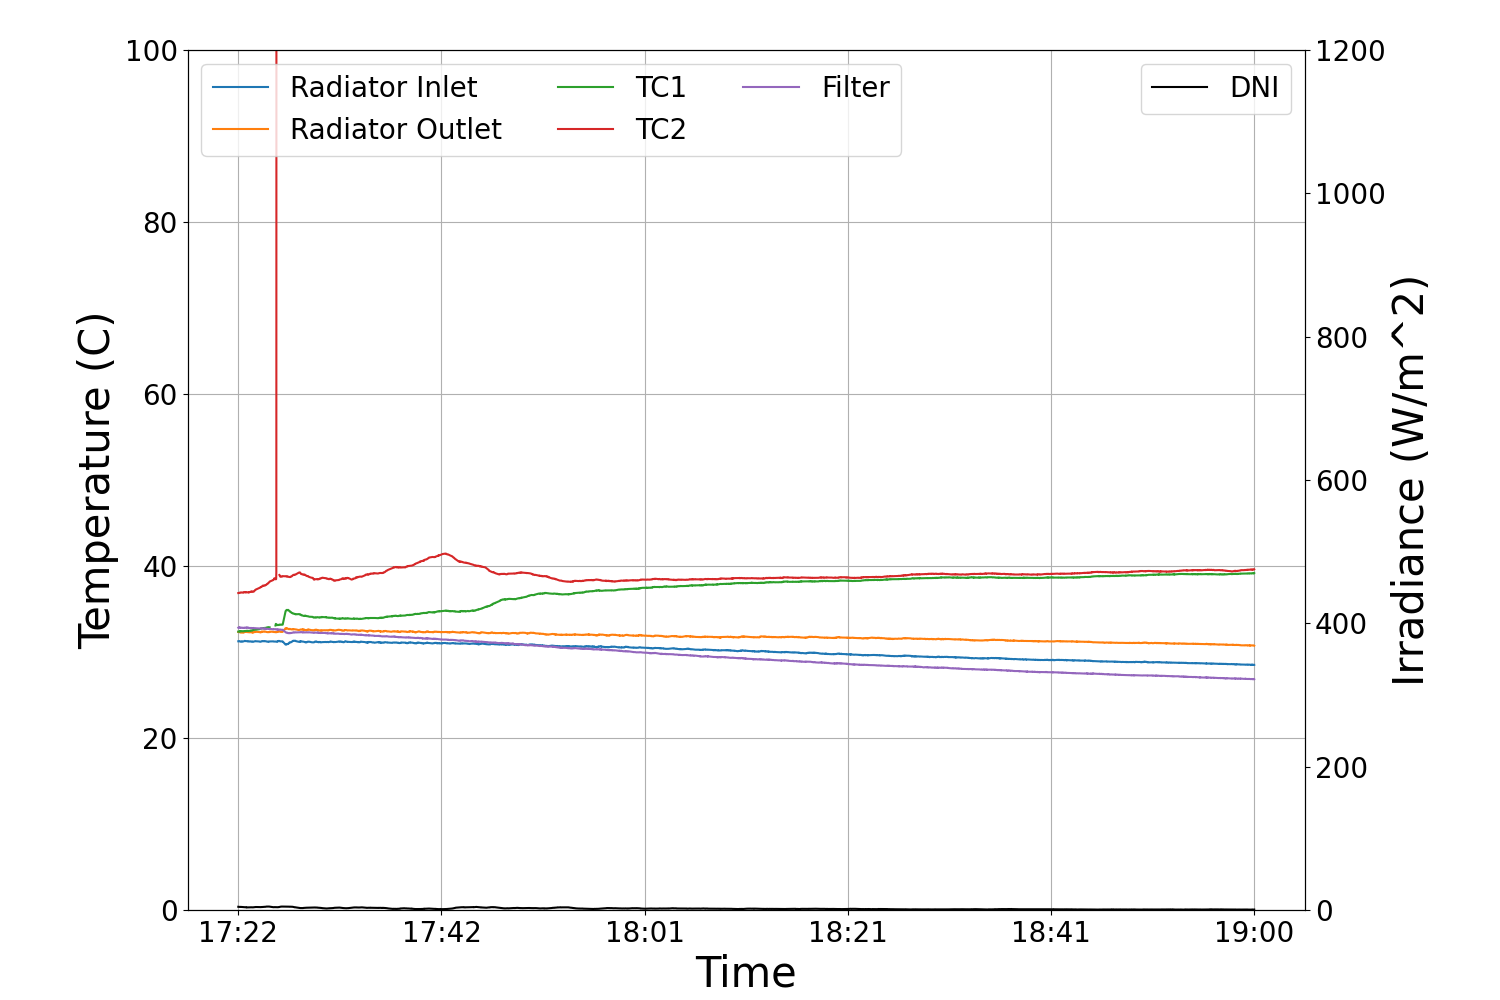 100
80
60
40
20
0
Temperature (C)
Radiator Inlet
Radiator Outlet
TC1
TC2
Filter
DNI
1200
1000
800
600
400
200
0
Irradiance (W/m^2)
17:22 17:42 18:01 18:21 18:41 19:00
Time